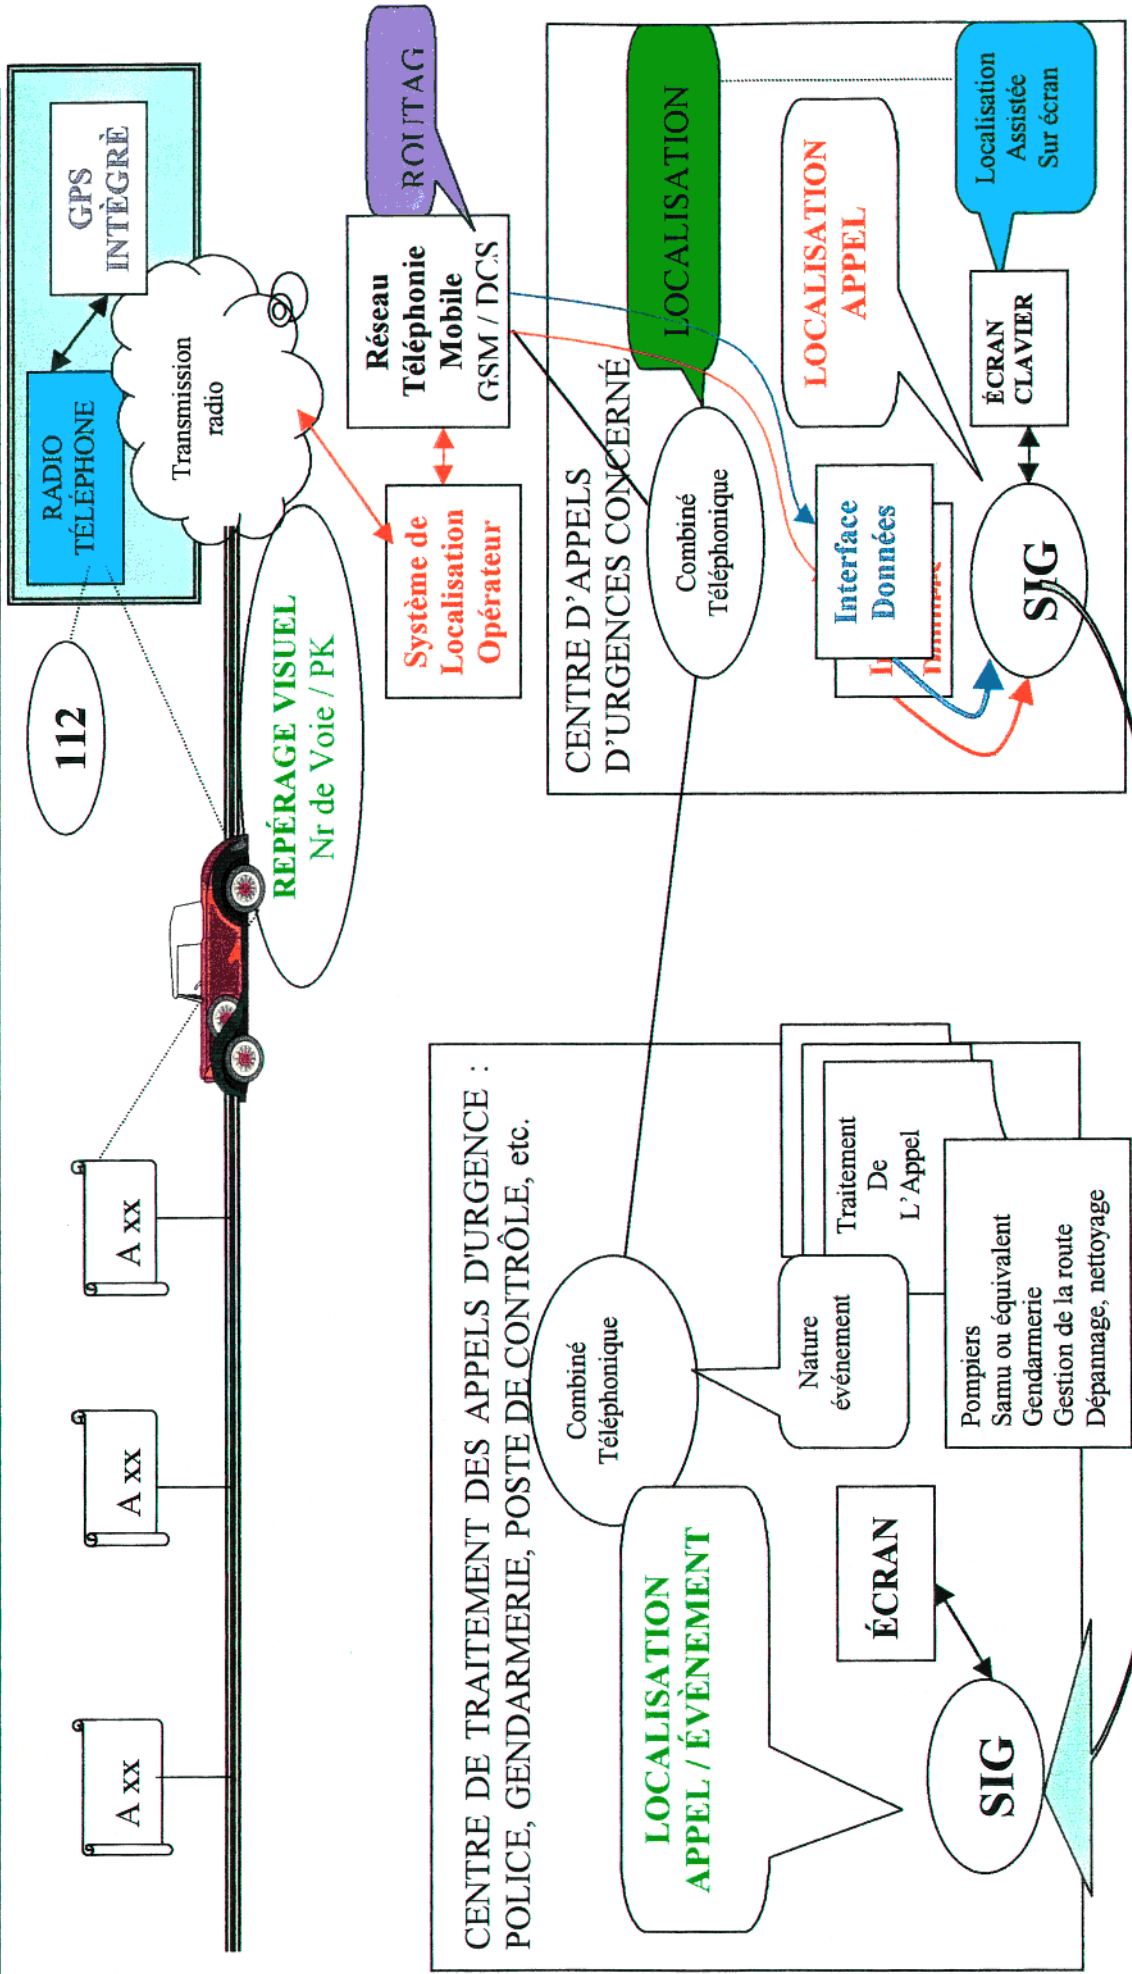 A xx
A xx
A xx
112
RADIO
TÉLÉPHONE
GPS
INTÈGRÈ
Transmission
radio
REPÉRAGE VISUEL
Nr de Voie / PK
Système de
Localisation
Opérateur
Réseau
Téléphonie
Mobile
GSM / DCS
ROUTAG
CENTRE DE TRAITEMENT DES APPELS D'URGENCE :
POLICE, GENDARMERIE, POSTE DE CONTRÔLE, etc.
Combiné
Téléphonique
LOCALISATION
APPEL / ÉVÈNEMENT
Nature
événement
Traitement
De
L'Appel
ÉCRAN
SIG
Pompiers
Samu ou équivalent
Gendarmerie
Gestion de la route
Dépannage, nettoyage
CENTRE D'APPELS
D'URGENCES CONCERNÉ
LOCALISATION
Combiné
Téléphonique
LOCALISATION
APPEL
Interface
Données
SIG
ÉCRAN
CLAVIER
Localisation
Assistée
Sur écran